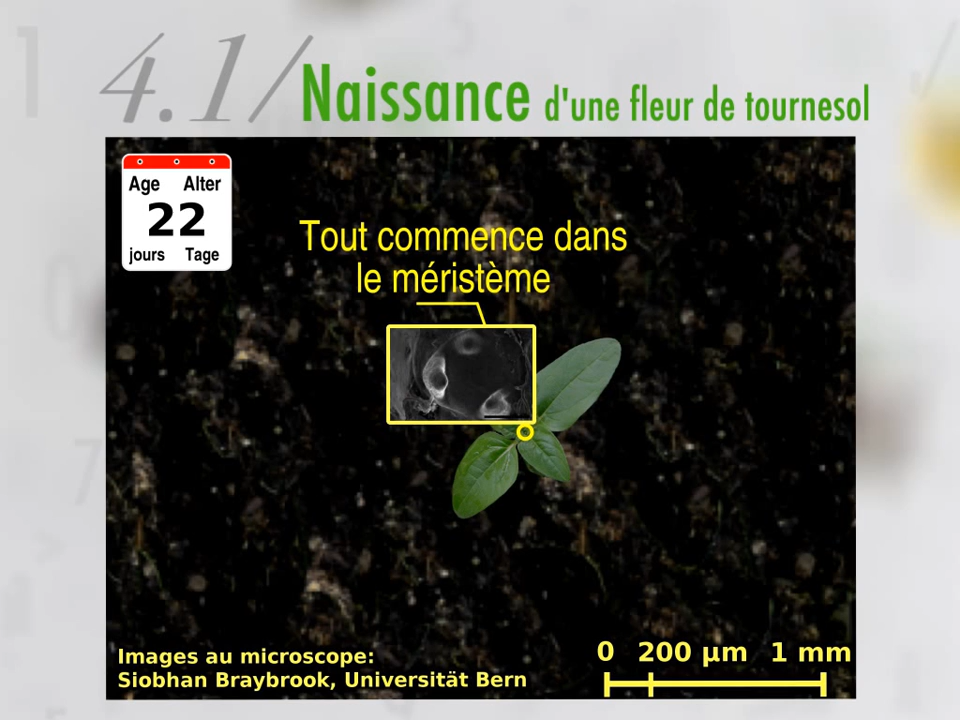 4.1/Naissance d'une fleur de tournesol
Age Alter
22
jours Tage
Tout commence dans
le méristème
Images au microscope:
Siobhan Braybrook, Universität Bern
0 200 µm 1 mm